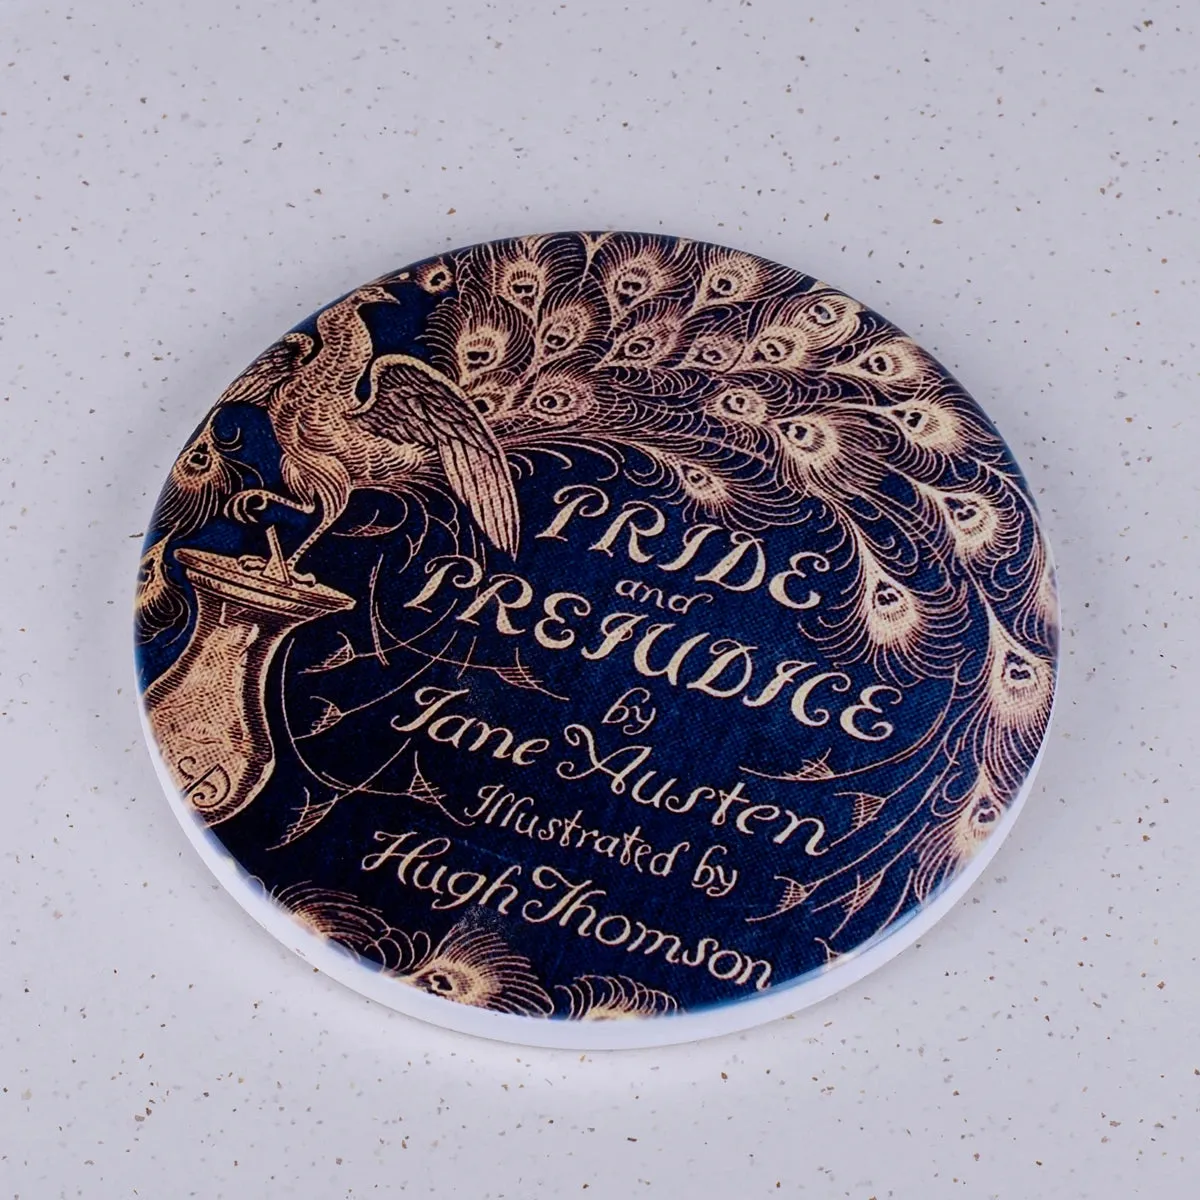 PRIDE
and
PREJUDICE
by
Jane Austen
Illustrated by
Hugh Thomson